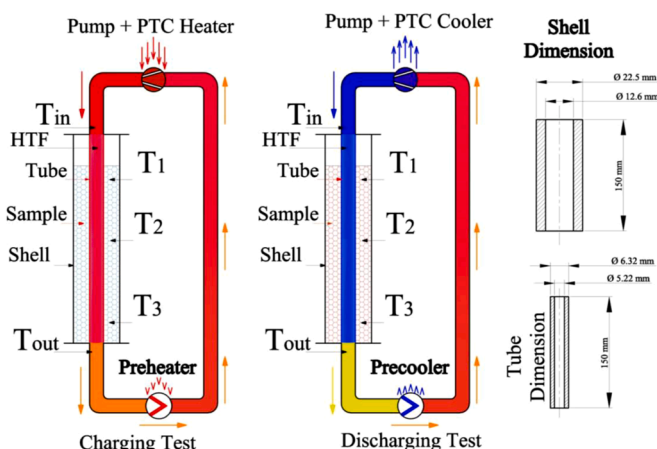 Pump + PTC Heater
Tin
HTF
Tube
T1
Sample
T2
Shell
T3
Tout
Preheater
Charging Test
Pump + PTC Cooler
Tin
HTF
Tube
T1
Sample
T2
Shell
T3
Tout
Precooler
Discharging Test
Shell
Dimension
Ø 22.5 mm
Ø 12.6 mm
150 mm
Ø 6.32 mm
Ø 5.22 mm
150 mm
Tube
Dimension